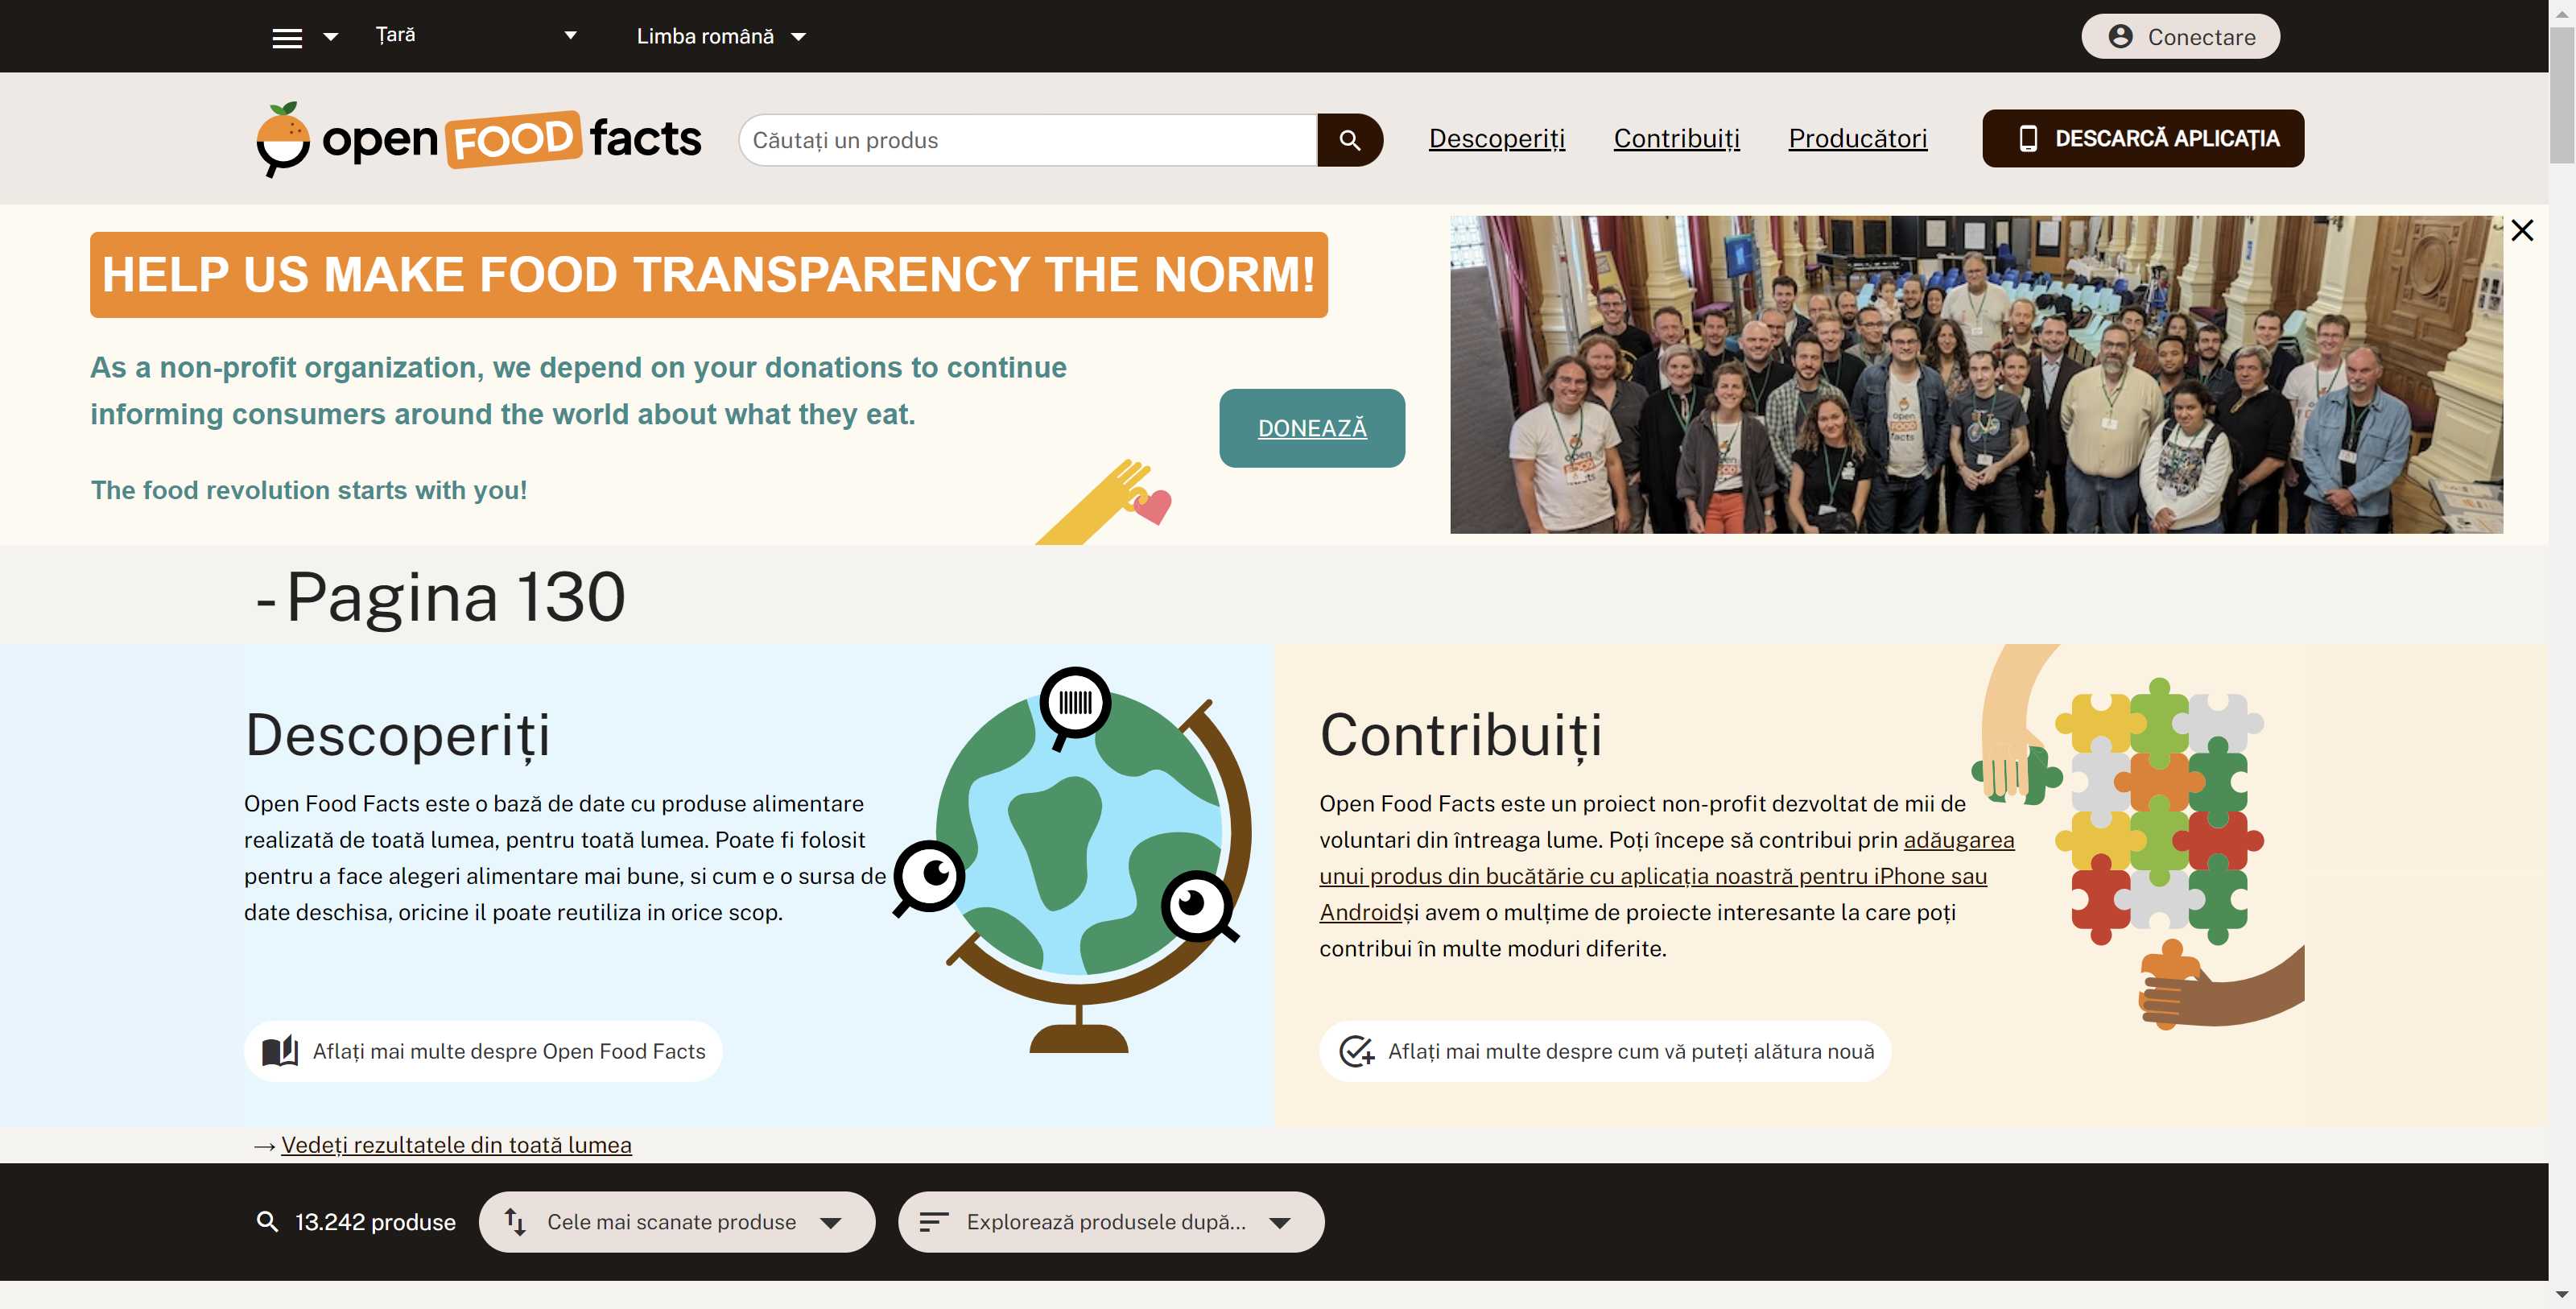 Țară
Limba română
Conectare
open FOOD facts
Căutați un produs
Descoperiți
Contribuiți
Producători
DESCARCĂ APLICAȚIA
HELP US MAKE FOOD TRANSPARENCY THE NORM!
As a non-profit organization, we depend on your donations to continue
informing consumers around the world about what they eat.
The food revolution starts with you!
DONEAZĂ
- Pagina 130
Descoperiți
Open Food Facts este o bază de date cu produse alimentare
realizată de toată lumea, pentru toată lumea. Poate fi folosit
pentru a face alegeri alimentare mai bune, si cum e o sursa de
date deschisa, oricine il poate reutiliza in orice scop.
Aflați mai multe despre Open Food Facts
Contribuiți
Open Food Facts este un proiect non-profit dezvoltat de mii de
voluntari din întreaga lume. Poți începe să contribui prin adăugarea
unui produs din bucătărie cu aplicația noastră pentru iPhone sau
Androidși avem o mulțime de proiecte interesante la care poți
contribui în multe moduri diferite.
Aflați mai multe despre cum vă puteți alătura nouă
→ Vedeți rezultatele din toată lumea
13.242 produse
Cele mai scanate produse
Explorează produsele după...